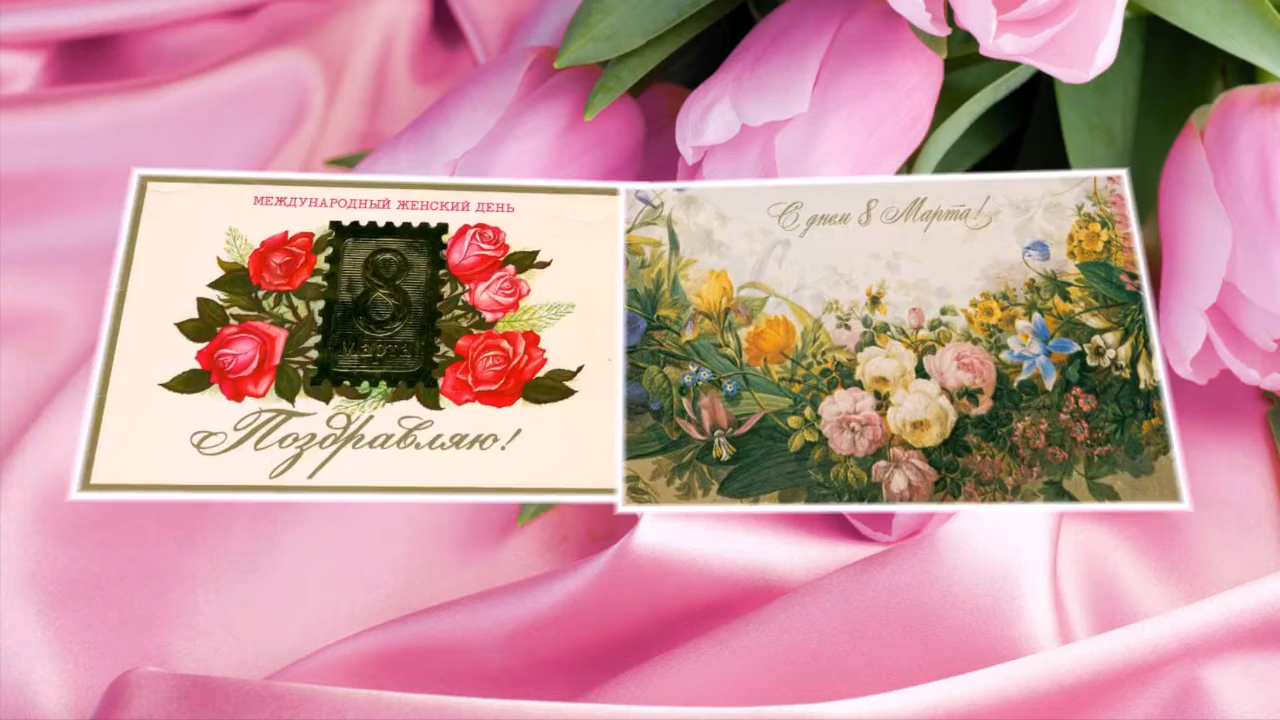 МЕЖДУНАРОДНЫЙ ЖЕНСКИЙ ДЕНЬ
8
Марта
Поздравляю!
С днем 8 Марта!